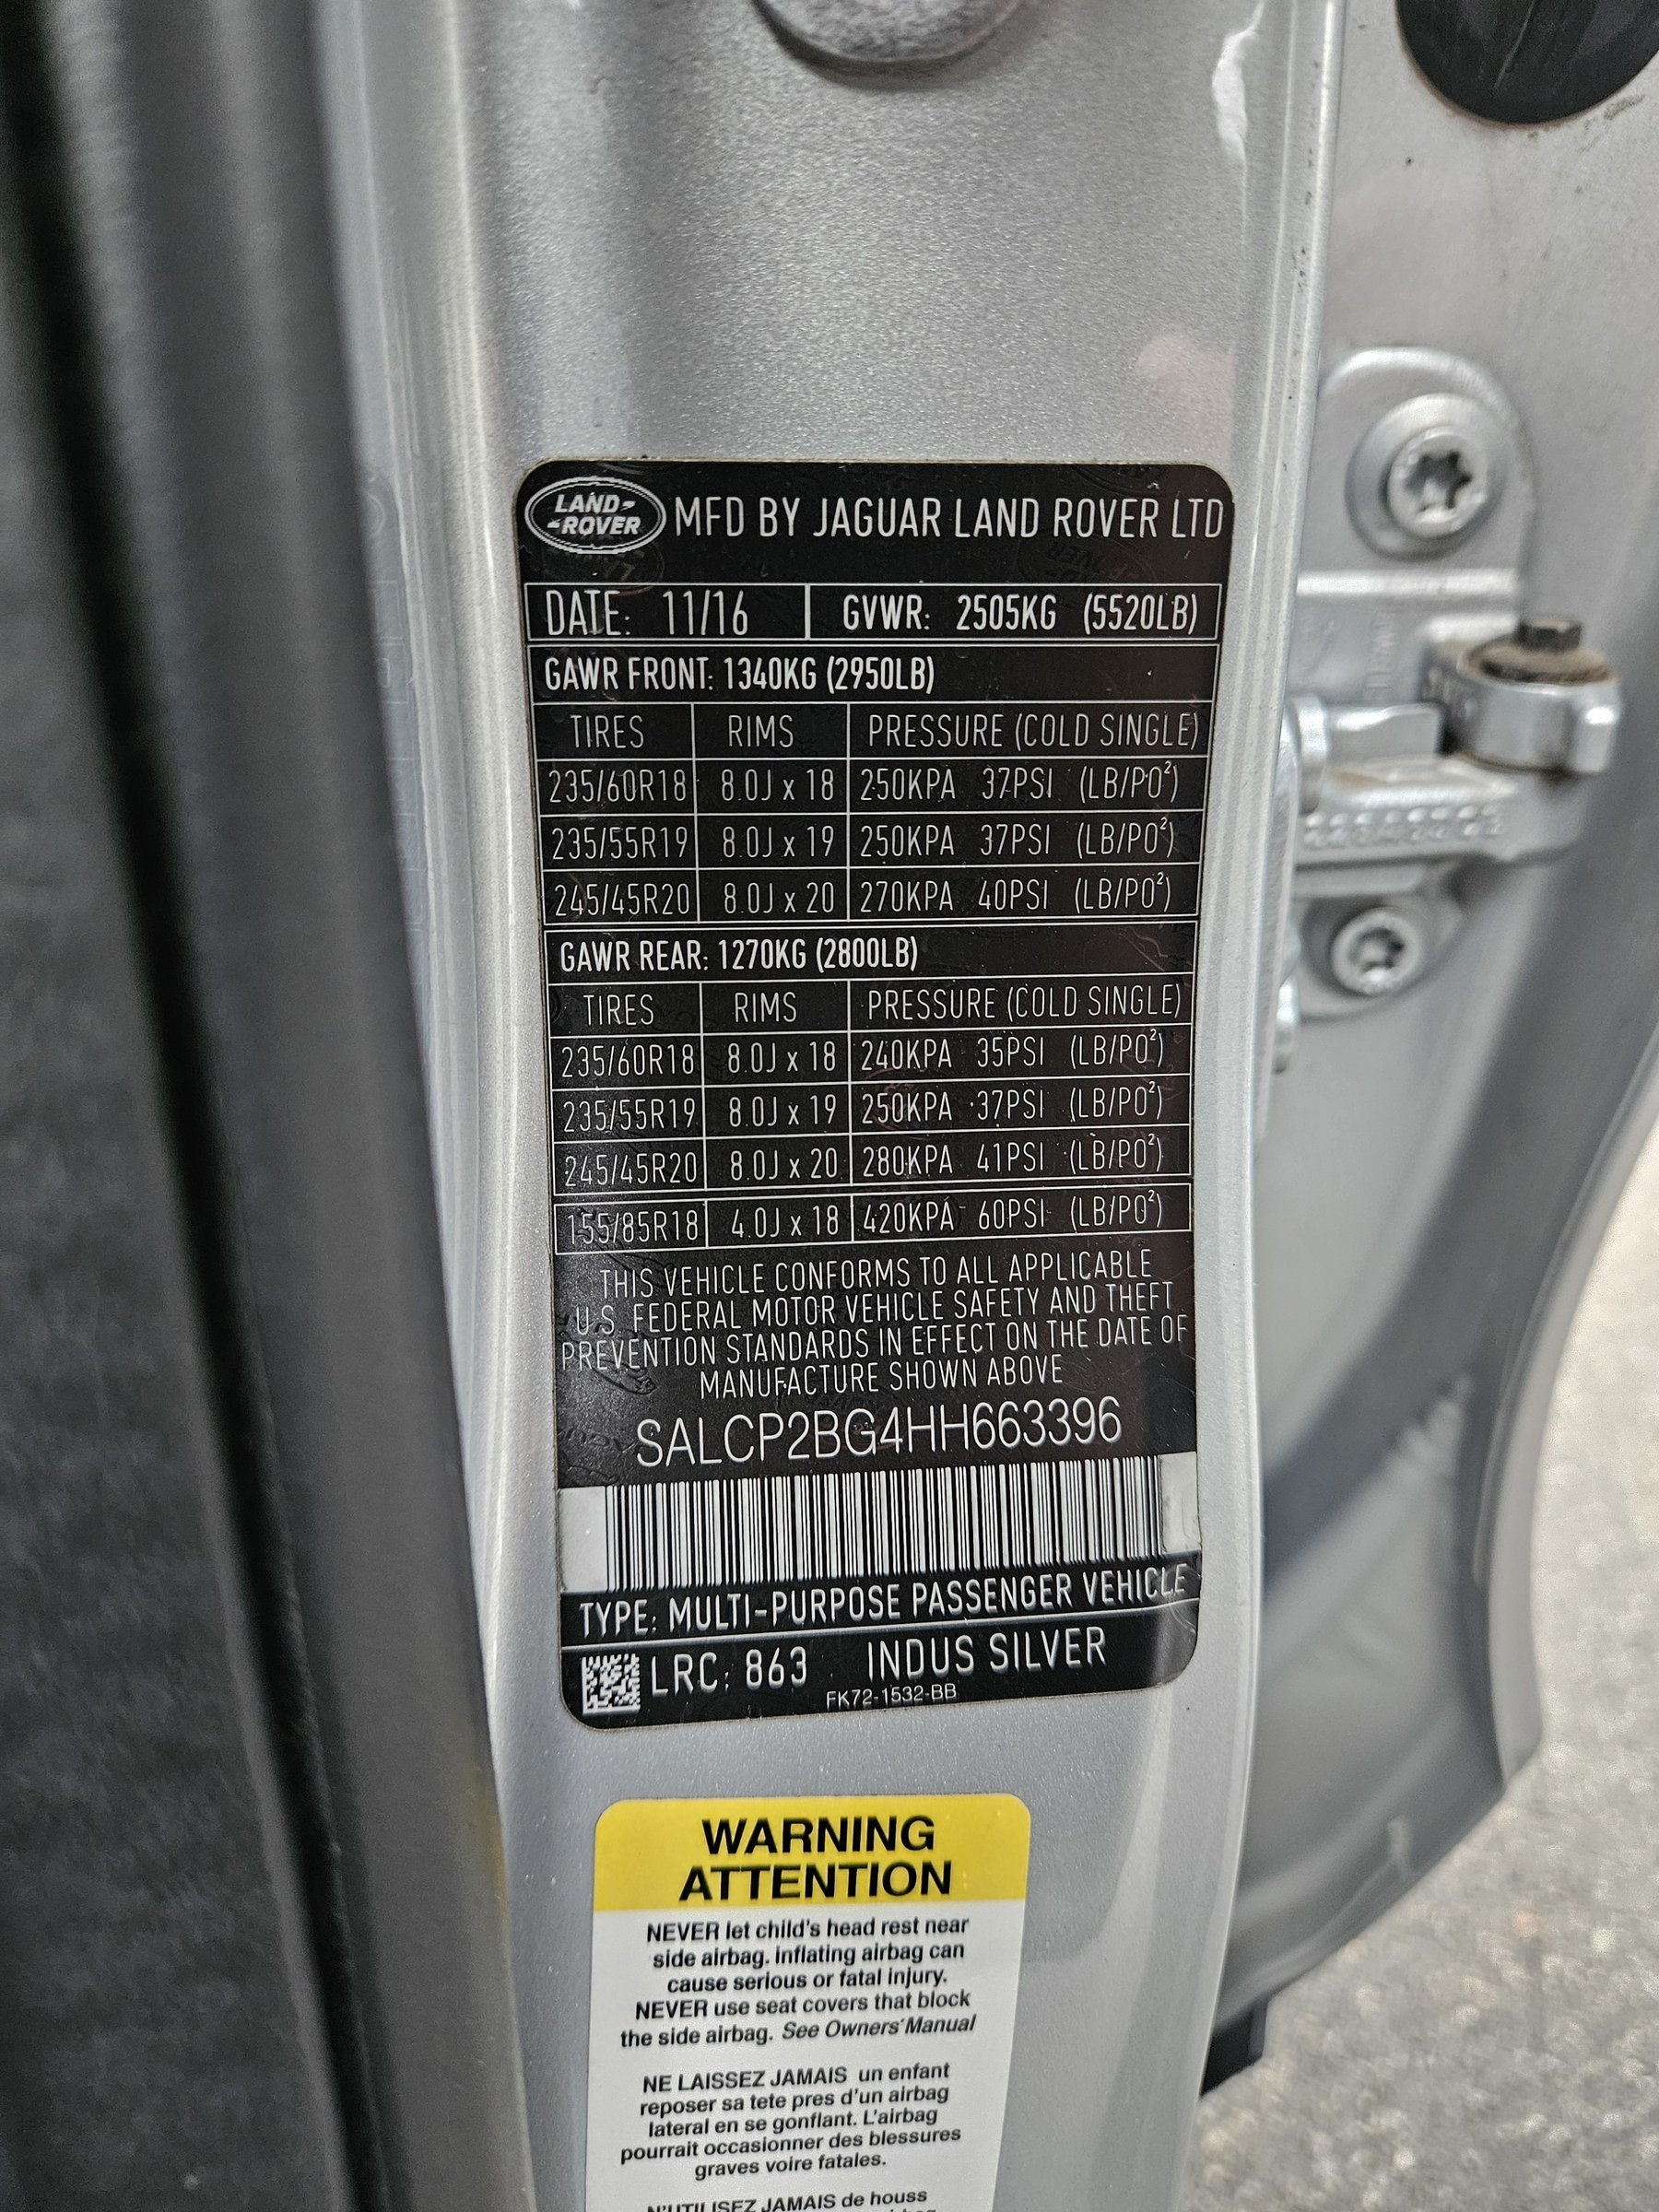 LAND-
-ROVER
MFD BY JAGUAR LAND ROVER LTD
DATE: 11/16 GVWR: 2505KG (5520LB)
GAWR FRONT: 1340KG (2950LB)
TIRES RIMS PRESSURE (COLD SINGLE)
235/60R18 8.0J x 18 250KPA 37PSI (LB/PO²)
235/55R19 8.0J x 19 250KPA 37PSI (LB/PO²)
245/45R20 8.0J x 20 270KPA 40PSI (LB/PO²)
GAWR REAR: 1270KG (2800LB)
TIRES RIMS PRESSURE (COLD SINGLE)
235/60R18 8.0J x 18 240KPA 35PSI (LB/PO²)
235/55R19 8.0J x 19 250KPA 37PSI (LB/PO²)
245/45R20 8.0J x 20 280KPA 41PSI (LB/PO²)
155/85R18 4.0J x 18 420KPA 60PSI (LB/PO²)
THIS VEHICLE CONFORMS TO ALL APPLICABLE
U.S. FEDERAL MOTOR VEHICLE SAFETY AND THEFT
PREVENTION STANDARDS IN EFFECT ON THE DATE OF
MANUFACTURE SHOWN ABOVE
SALCP2BG4HH663396
TYPE: MULTI-PURPOSE PASSENGER VEHICLE
LRC: 863 INDUS SILVER
FK72-1532-BB
WARNING
ATTENTION
NEVER let child's head rest near
side airbag. Inflating airbag can
cause serious or fatal injury.
NEVER use seat covers that block
the side airbag. See Owners' Manual
NE LAISSEZ JAMAIS un enfant
reposer sa tete pres d'un airbag
lateral en se gonflant. L'airbag
pourrait occasionner des blessures
graves voire fatales.
N'UTILISEZ JAMAIS de houss